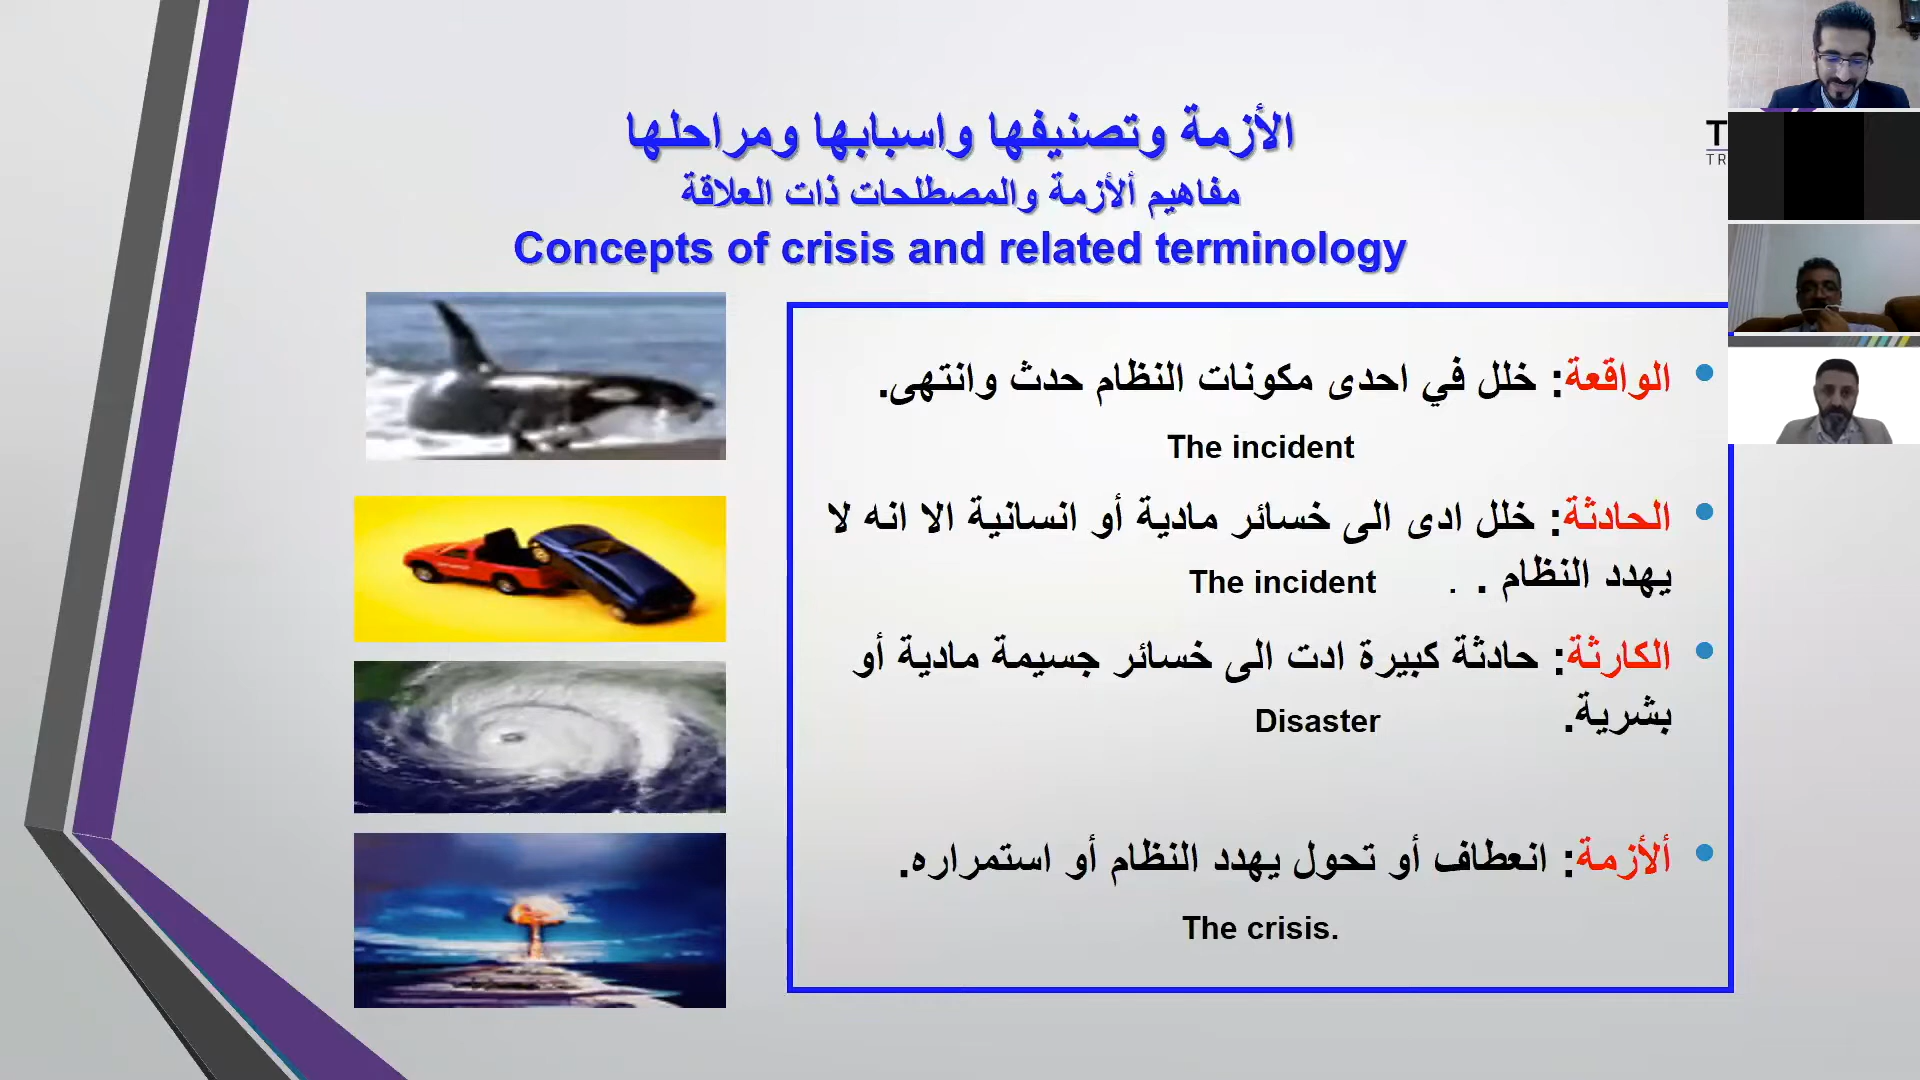 الأزمة وتصنيفها واسبابها ومراحلها
مفاهيم ألأزمة والمصطلحات ذات العلاقة
Concepts of crisis and related terminology
• الواقعة: خلل في احدى مكونات النظام حدث وانتهى.
The incident
• الحادثة: خلل ادى الى خسائر مادية أو انسانية الا انه لا
يهدد النظام . . The incident
• الكارثة: حادثة كبيرة ادت الى خسائر جسيمة مادية أو
بشرية. Disaster
• ألأزمة: انعطاف أو تحول يهدد النظام أو استمراره.
The crisis.